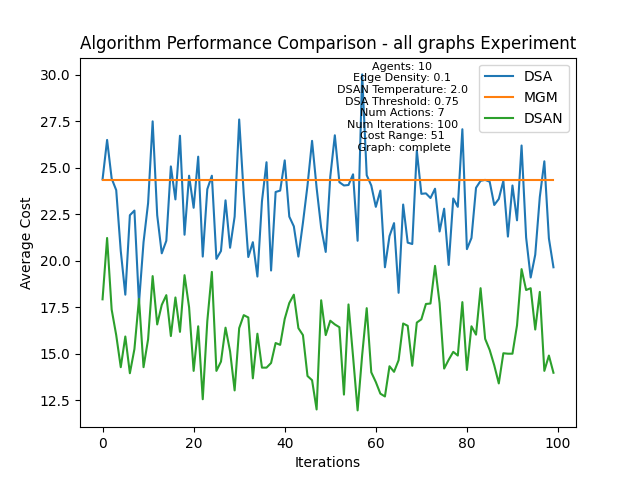 Algorithm Performance Comparison - all graphs Experiment
Agents: 10
Edge Density: 0.1
DSAN Temperature: 2.0
DSA Threshold: 0.75
Num Actions: 7
Num Iterations: 100
Cost Range: 51
Graph: complete
DSA
MGM
DSAN
Average Cost
30.0
27.5
25.0
22.5
20.0
17.5
15.0
12.5
0 20 40 60 80 100
Iterations